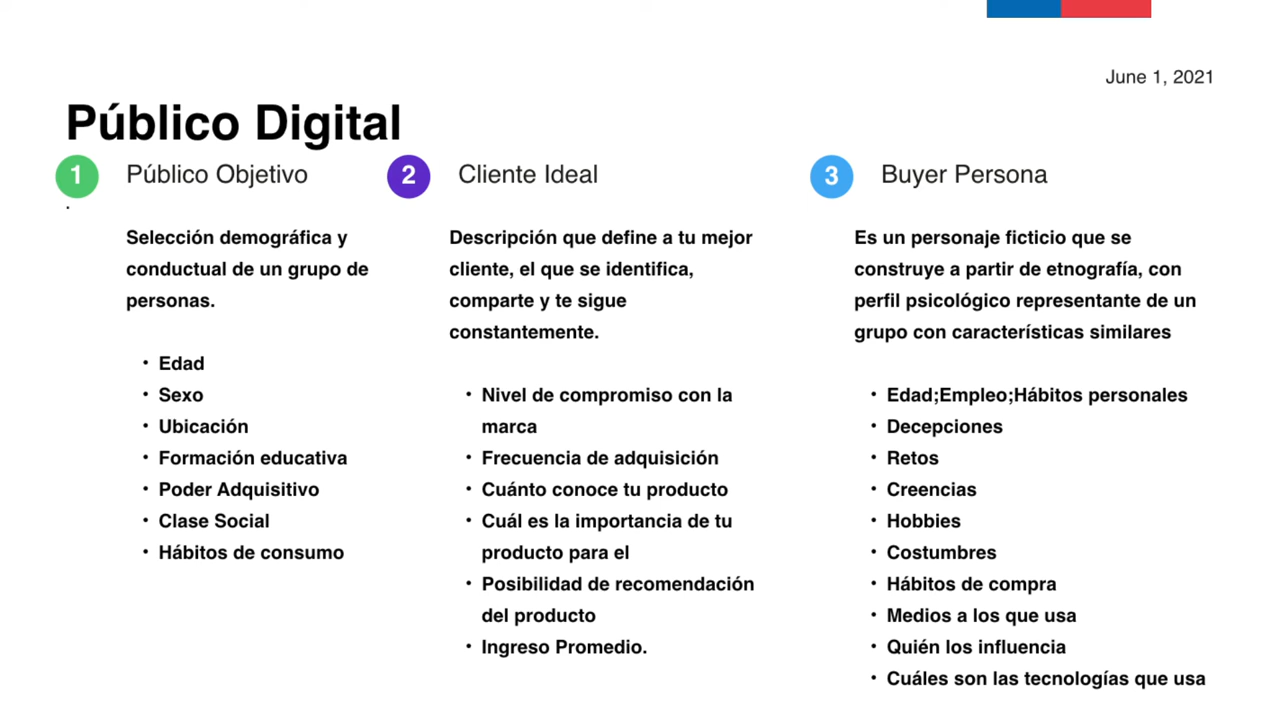 June 1, 2021
Público Digital
1 Público Objetivo
.
Selección demográfica y
conductual de un grupo de
personas.
• Edad
• Sexo
• Ubicación
• Formación educativa
• Poder Adquisitivo
• Clase Social
• Hábitos de consumo
2 Cliente Ideal
Descripción que define a tu mejor
cliente, el que se identifica,
comparte y te sigue
constantemente.
• Nivel de compromiso con la
marca
• Frecuencia de adquisición
• Cuánto conoce tu producto
• Cuál es la importancia de tu
producto para el
• Posibilidad de recomendación
del producto
• Ingreso Promedio.
3 Buyer Persona
Es un personaje ficticio que se
construye a partir de etnografía, con
perfil psicológico representante de un
grupo con características similares
• Edad;Empleo;Hábitos personales
• Decepciones
• Retos
• Creencias
• Hobbies
• Costumbres
• Hábitos de compra
• Medios a los que usa
• Quién los influencia
• Cuáles son las tecnologías que usa